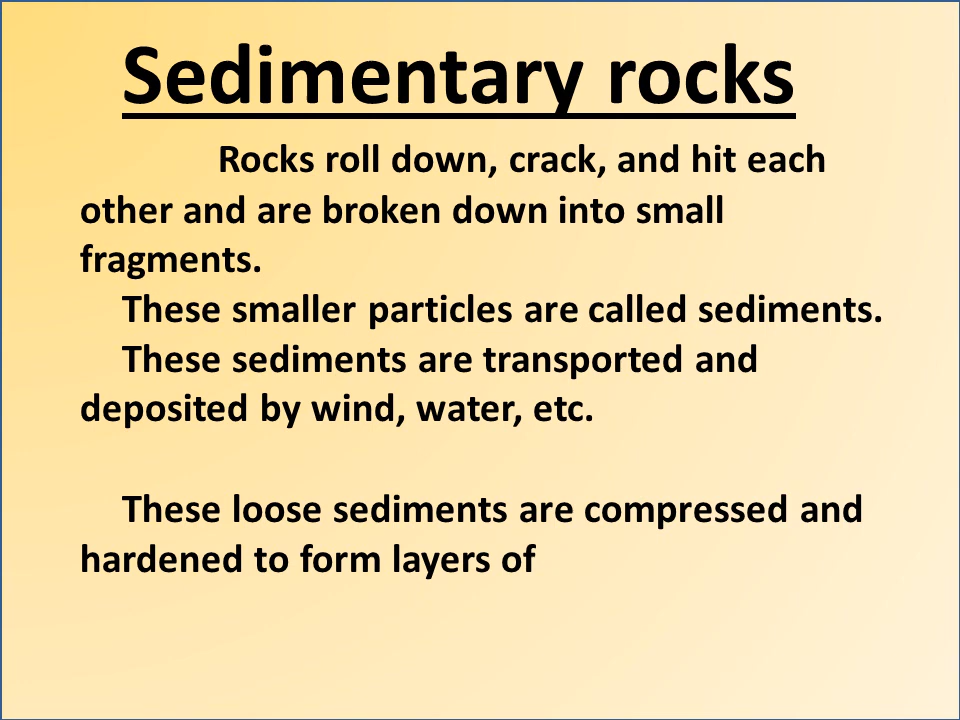 Sedimentary rocks
Rocks roll down, crack, and hit each
other and are broken down into small
fragments.
These smaller particles are called sediments.
These sediments are transported and
deposited by wind, water, etc.
These loose sediments are compressed and
hardened to form layers of